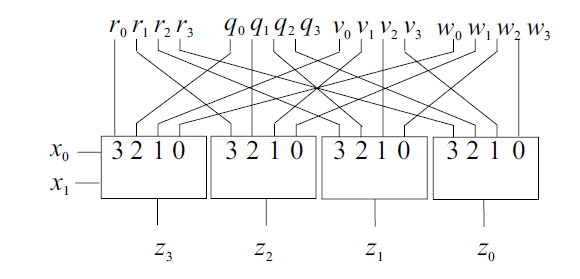 r₀ r₁ r₂ r₃ q₀ q₁ q₂ q₃ v₀ v₁ v₂ v₃ w₀ w₁ w₂ w₃
x₀ 3 2 1 0 3 2 1 0 3 2 1 0 3 2 1 0
x₁
z₃ z₂ z₁ z₀